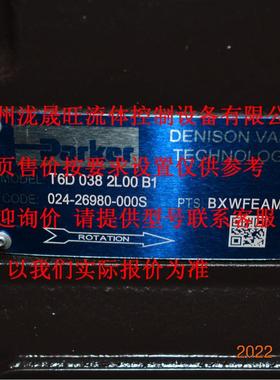 州泷晟旺流体控制设备有限公
Parker
DENISON VA
TECHNOLOG
页售价按要求设置仅供参考
MODEL T6D 038 2L00 B1
CODE: 024-26980-000S
PTS. BXWFEAM
迎询价 请提供型号联系客服
ROTATION
以我们实际报价为准
2022